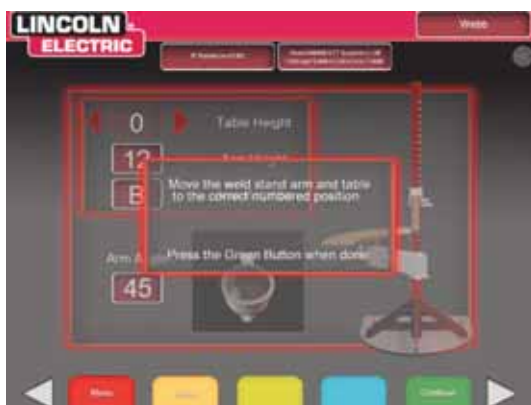 LINCOLN
ELECTRIC
Webb
0
Table Height
12
B
Move the weld stand arm and table
to the correct numbered position
Press the Green Button when done
Arm
45
Menu
Continue